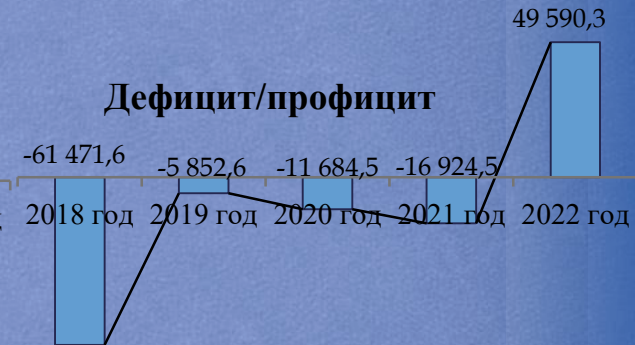 49 590,3
Дефицит/профицит
-61 471,6 -5 852,6 -11 684,5 -16 924,5
2018 год 2019 год 2020 год 2021 год 2022 год